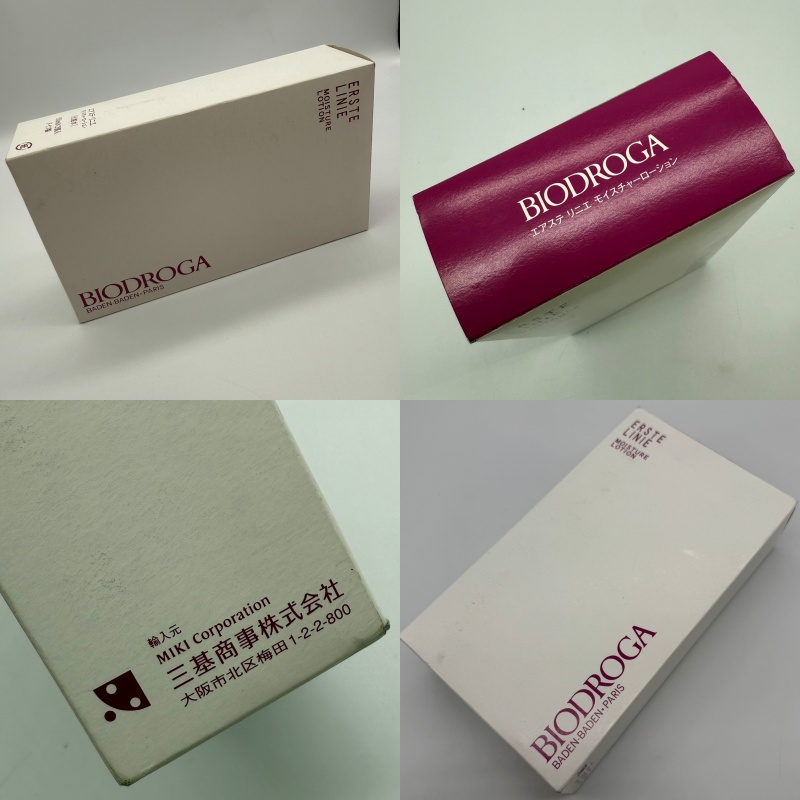 ERSTE
LINIE
MOISTURE
LOTION
BIODROGA
BADEN-BADEN • PARIS
BIODROGA
エアステ リニエ モイスチャーローション
輸入元
MIKI Corporation
三基商事株式会社
大阪市北区梅田1-2-2-800
ERSTE
LINIE
MOISTURE
LOTION
BIODROGA
BADEN-BADEN • PARIS